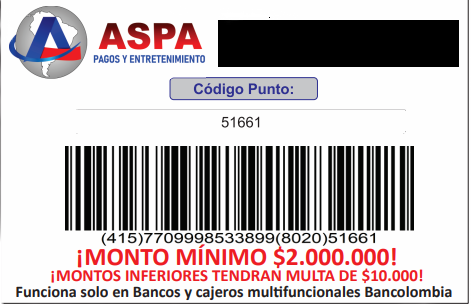 ASPA
PAGOS Y ENTRETENIMIENTO
Código Punto:
51661
(415)7709998533899(8020)51661
¡MONTO MÍNIMO $2.000.000!
¡MONTOS INFERIORES TENDRAN MULTA DE $10.000!
Funciona solo en Bancos y cajeros multifuncionales Bancolombia